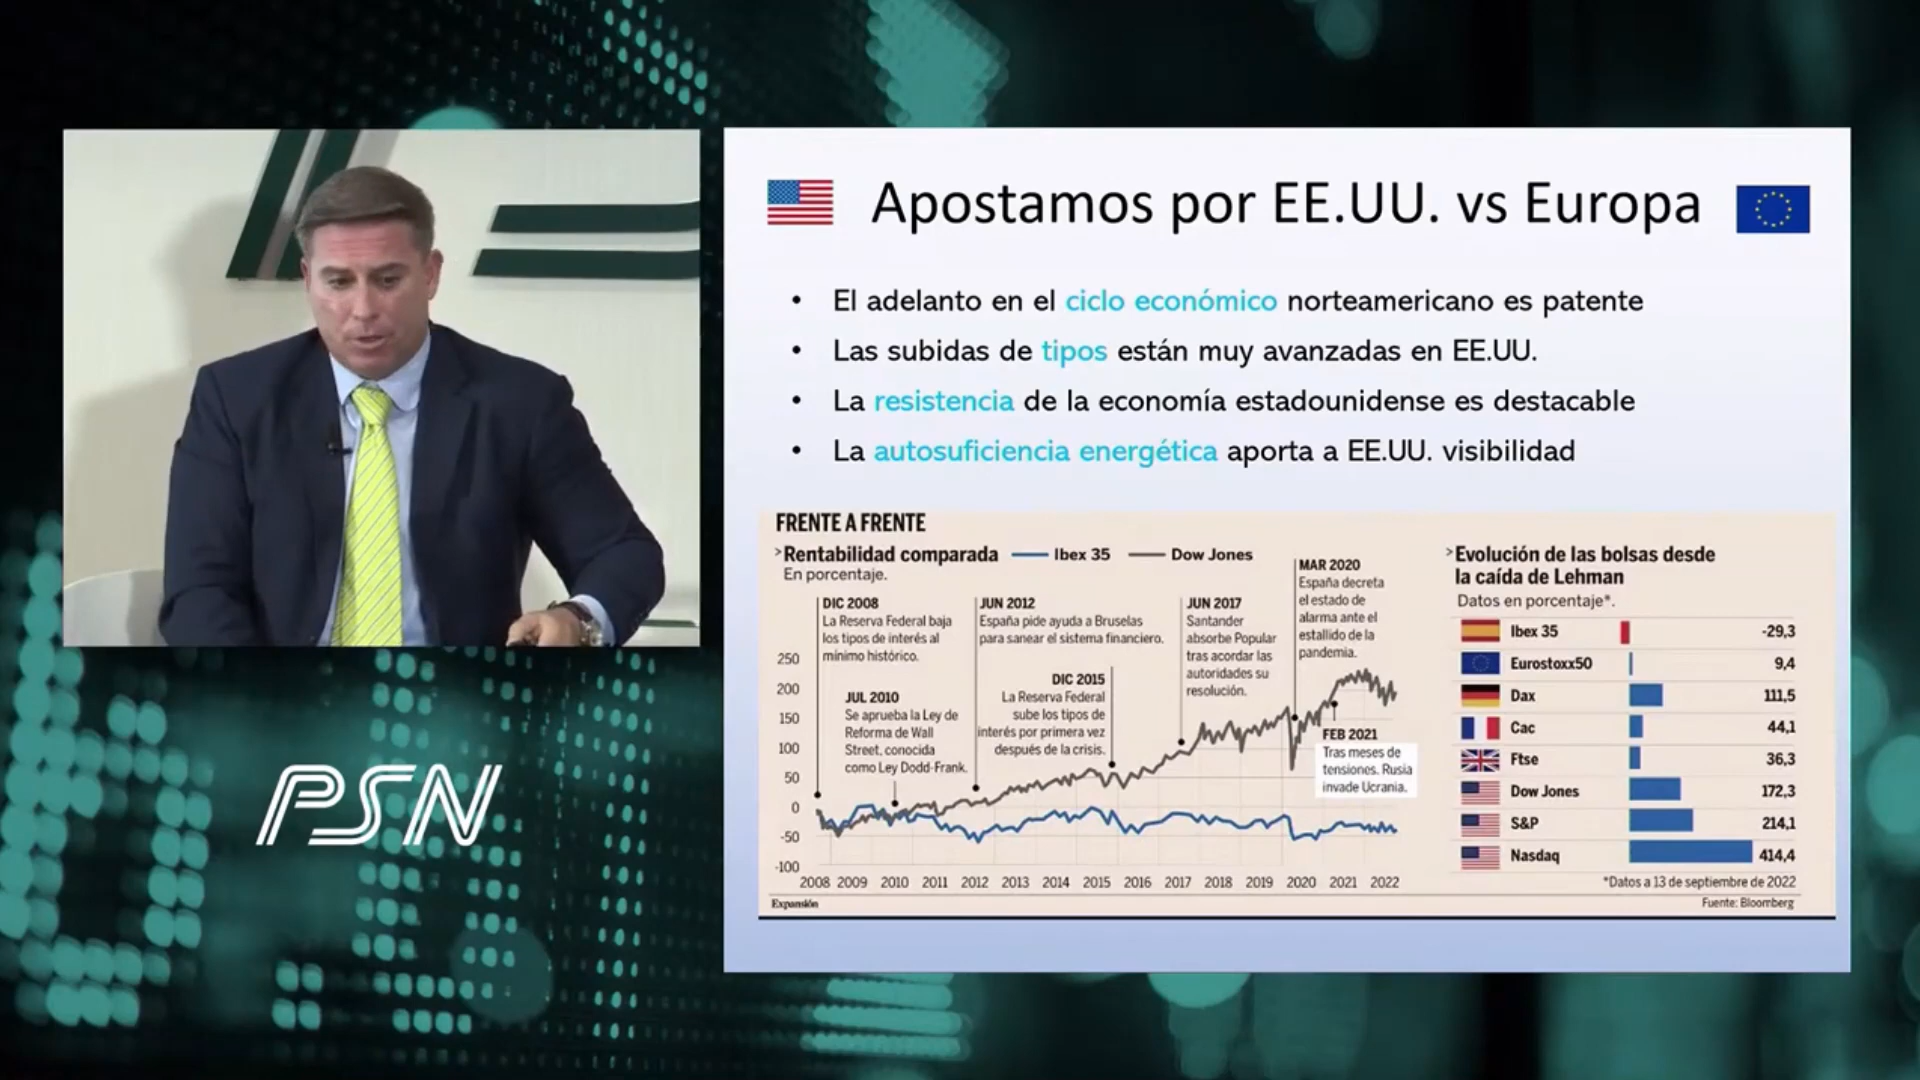 Apostamos por EE.UU. vs Europa
• El adelanto en el ciclo económico norteamericano es patente
• Las subidas de tipos están muy avanzadas en EE.UU.
• La resistencia de la economía estadounidense es destacable
• La autosuficiencia energética aporta a EE.UU. visibilidad
FRENTE A FRENTE
> Rentabilidad comparada
Ibex 35
Dow Jones
En porcentaje.
DIC 2008
La Reserva Federal baja
los tipos de interés al
mínimo histórico.
JUL 2010
Se aprueba la Ley de
Reforma de Wall
Street, conocida
como Ley Dodd-Frank.
JUN 2012
España pide ayuda a Bruselas
para sanear el sistema financiero.
DIC 2015
La Reserva Federal
sube los tipos de
interés por primera vez
después de la crisis.
JUN 2017
Santander
absorbe Popular
tras acordar las
autoridades su
resolución.
MAR 2020
España decreta
el estado de
alarma ante el
estallido de la
pandemia.
FEB 2021
Tras meses de
tensiones. Rusia
invade Ucrania.
250
200
150
100
50
0
-50
-100
2008 2009 2010 2011 2012 2013 2014 2015 2016 2017 2018 2019 2020 2021 2022
Expansión
> Evolución de las bolsas desde
la caída de Lehman
Datos en porcentaje*.
Ibex 35 -29,3
Eurostoxx50 9,4
Dax 111,5
Cac 44,1
Ftse 36,3
Dow Jones 172,3
S&P 214,1
Nasdaq 414,4
*Datos a 13 de septiembre de 2022
Fuente: Bloomberg
PSN